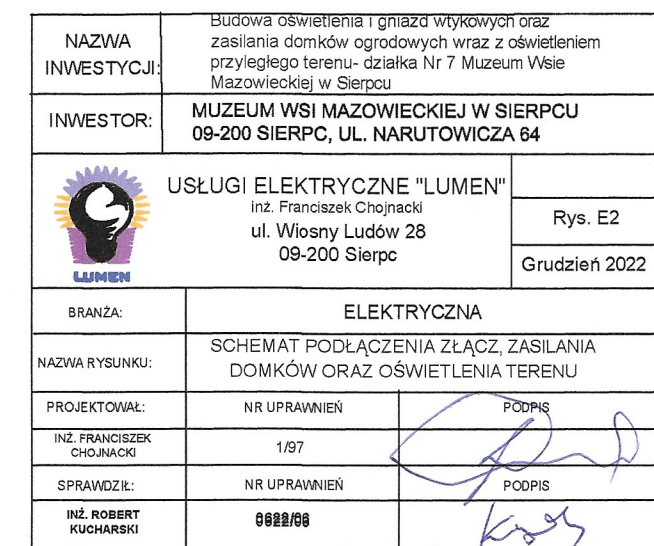 NAZWA
INWESTYCJI:
Budowa oświetlenia i gniazd wtykowych oraz
zasilania domków ogrodowych wraz z oświetleniem
przyległego terenu- działka Nr 7 Muzeum Wsie
Mazowieckiej w Sierpcu
INWESTOR:
MUZEUM WSI MAZOWIECKIEJ W SIERPCU
09-200 SIERPC, UL. NARUTOWICZA 64
LUMEN
USŁUGI ELEKTRYCZNE "LUMEN"
inż. Franciszek Chojnacki
ul. Wiosny Ludów 28
09-200 Sierpc
Rys. E2
Grudzień 2022
BRANŻA:
ELEKTRYCZNA
NAZWA RYSUNKU:
SCHEMAT PODŁĄCZENIA ZŁĄCZ, ZASILANIA
DOMKÓW ORAZ OŚWIETLENIA TERENU
PROJEKTOWAŁ:
NR UPRAWNIEŃ
PODPIS
INŻ. FRANCISZEK
CHOJNACKI
1/97
SPRAWDZIŁ:
NR UPRAWNIEŃ
PODPIS
INŻ. ROBERT
KUCHARSKI